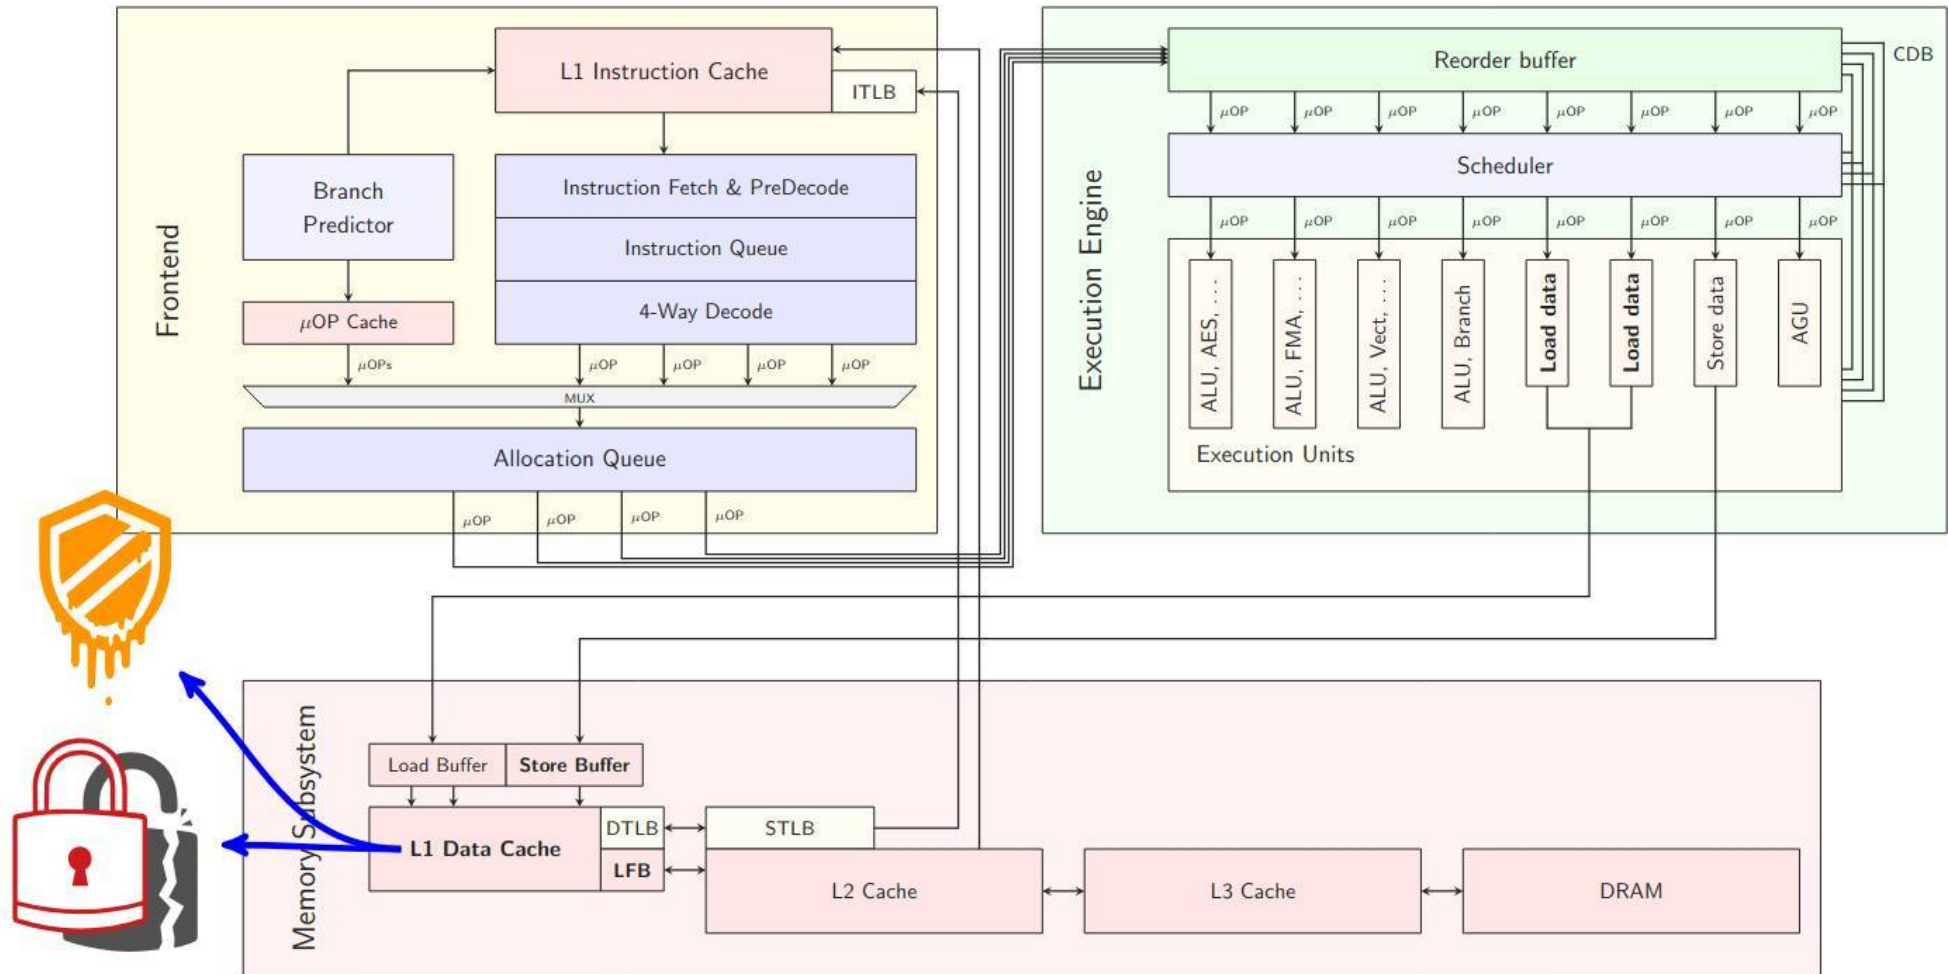 Frontend
L1 Instruction Cache
ITLB
Branch
Predictor
Instruction Fetch & PreDecode
Instruction Queue
4-Way Decode
μOP Cache
μOPs
μOP
μOP
μOP
μOP
MUX
Allocation Queue
μOP
μOP
μOP
μOP
Execution Engine
Reorder buffer
CDB
μOP
μOP
μOP
μOP
μOP
μOP
μOP
μOP
Scheduler
μOP
μOP
μOP
μOP
μOP
μOP
μOP
μOP
ALU, AES, ...
ALU, FMA, ...
ALU, Vect, ...
ALU, Branch
Load data
Load data
Store data
AGU
Execution Units
Memory Subsystem
Load Buffer
Store Buffer
L1 Data Cache
DTLB
LFB
STLB
L2 Cache
L3 Cache
DRAM